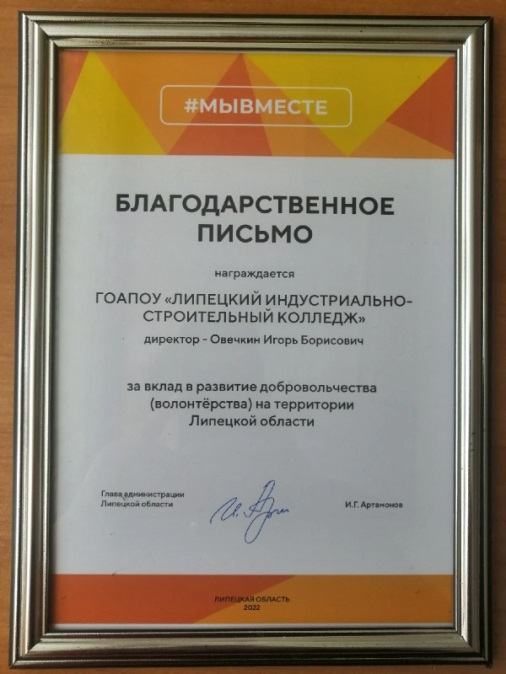 #МЫВМЕСТЕ
БЛАГОДАРСТВЕННОЕ
ПИСЬМО
награждается
ГОАПОУ «ЛИПЕЦКИЙ ИНДУСТРИАЛЬНО-
СТРОИТЕЛЬНЫЙ КОЛЛЕДЖ»
директор - Овечкин Игорь Борисович
за вклад в развитие добровольчества
(волонтёрства) на территории
Липецкой области
Глава администрации
Липецкой области
И.Г. Артамонов
ЛИПЕЦКАЯ ОБЛАСТЬ
2022